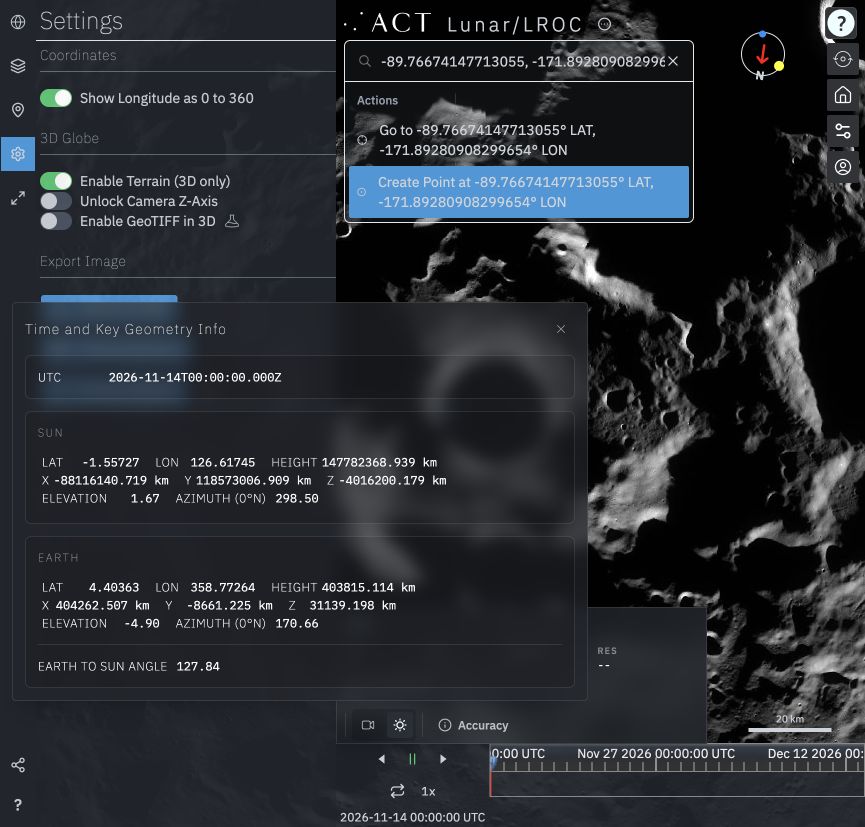 Settings
Coordinates
Show Longitude as 0 to 360
3D Globe
Enable Terrain (3D only)
Unlock Camera Z-Axis
Enable GeoTIFF in 3D
Export Image
ACT Lunar/LROC
-89.76674147713055, -171.8928090829965
Actions
Go to -89.76674147713055° LAT,
-171.89280908299654° LON
Create Point at -89.76674147713055° LAT,
-171.89280908299654° LON
N
?
Time and Key Geometry Info
UTC 2026-11-14T00:00:00.000Z
SUN
LAT -1.55727 LON 126.61745 HEIGHT 147782368.939 km
X -88116140.719 km Y 118573006.909 km Z -4016200.179 km
ELEVATION 1.67 AZIMUTH (0°N) 298.50
EARTH
LAT 4.40363 LON 358.77264 HEIGHT 403815.114 km
X 404262.507 km Y -8661.225 km Z 31139.198 km
ELEVATION -4.90 AZIMUTH (0°N) 170.66
EARTH TO SUN ANGLE 127.84
RES
--
20 km
Accuracy
0:00 UTC Nov 27 2026 00:00:00 UTC Dec 12 2026 00:
1x
2026-11-14 00:00:00 UTC
?